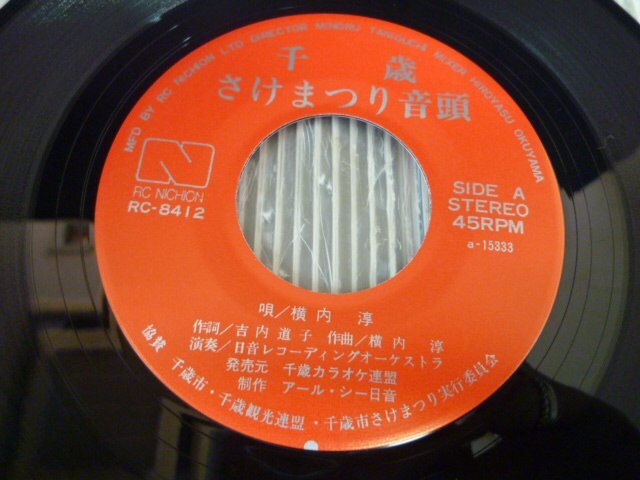 MFD BY RC NICHION LTD DIRECTOR MINORU TANIGUCHI MIXER HIROYASU OKUYAMA
千歳
さけまつり音頭
N
RC NICHION
RC-8412
SIDE A
STEREO
45RPM
a-15333
唄／横内 淳
作詞／吉内道子 作曲／横内 淳
演奏／日音レコーディングオーケストラ
発売元 千歳カラオケ連盟
制作 アール・シー日音
協賛 千歳市・千歳観光連盟・千歳市さけまつり実行委員会